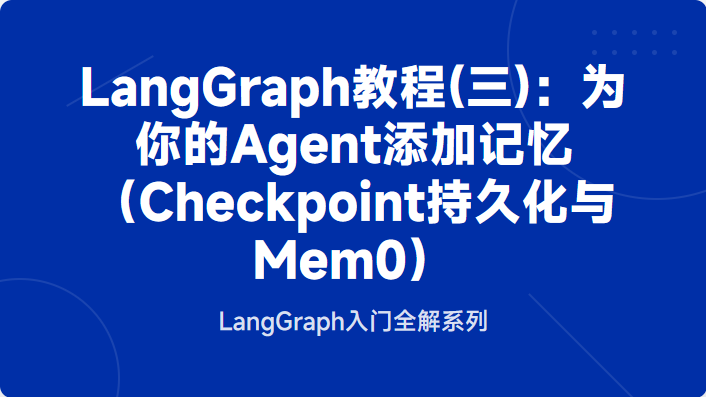 LangGraph教程(三)：为
你的Agent添加记忆
（Checkpoint持久化与
Mem0）
LangGraph入门全解系列